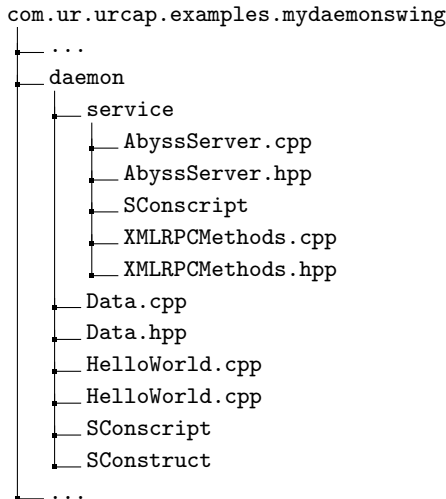 com.ur.urcap.examples.mydaemonswing
...
daemon
service
AbyssServer.cpp
AbyssServer.hpp
SConscript
XMLRPCMethods.cpp
XMLRPCMethods.hpp
Data.cpp
Data.hpp
HelloWorld.cpp
HelloWorld.cpp
SConscript
SConstruct
...